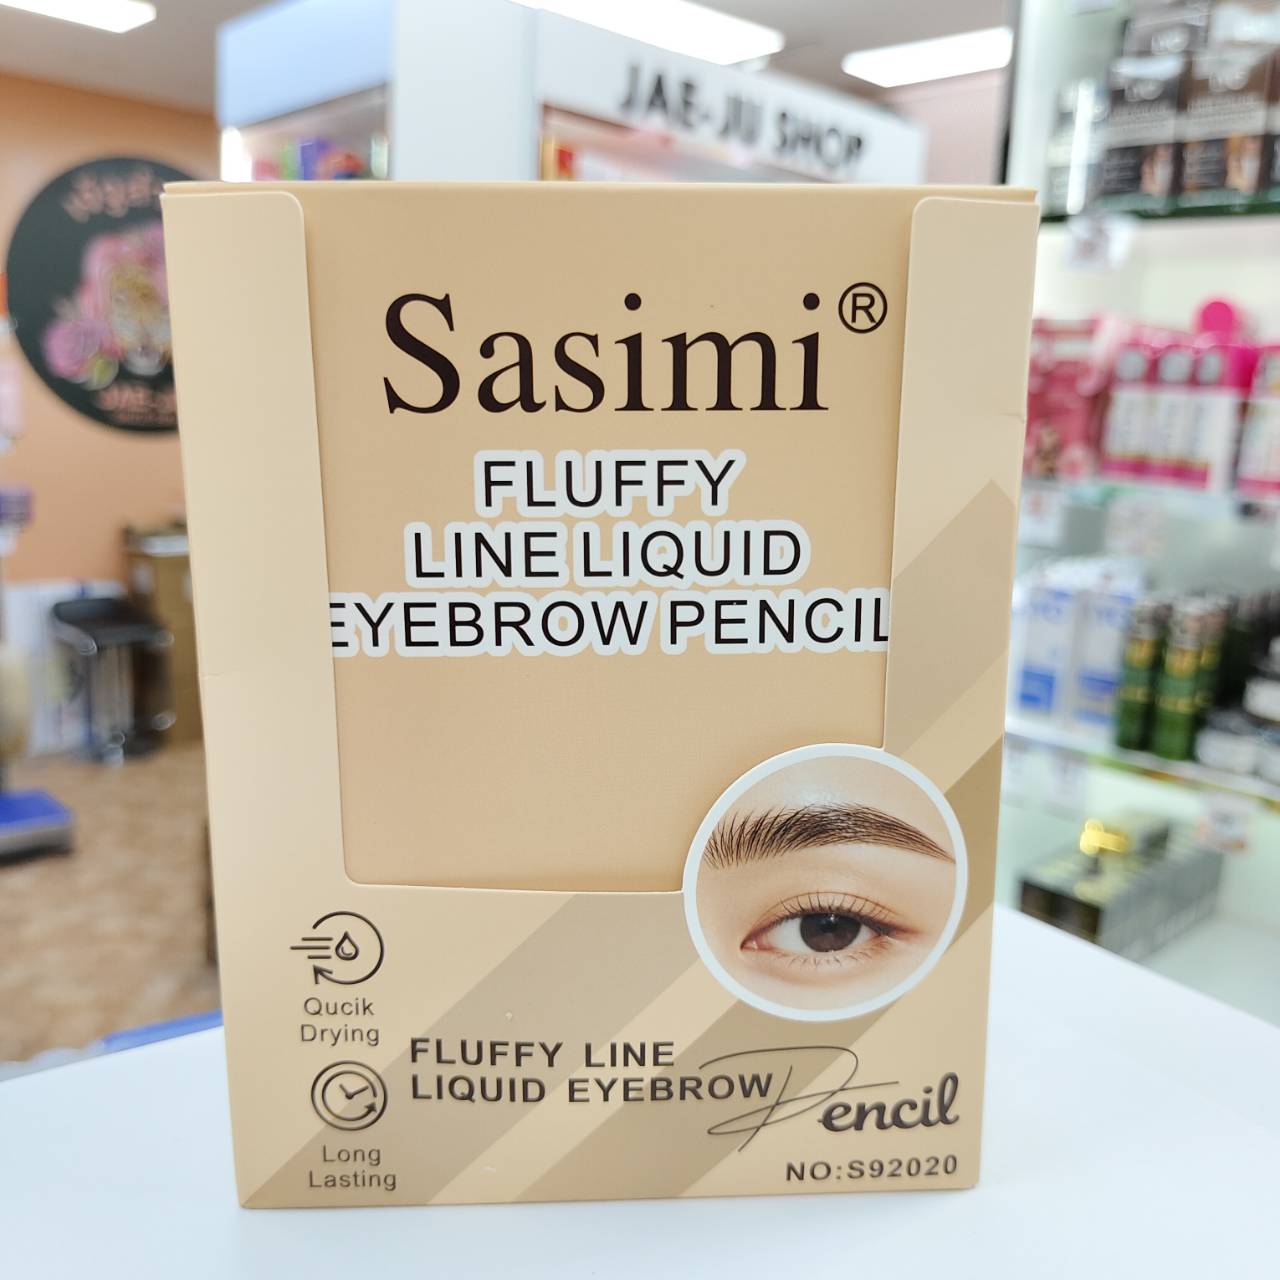 JAE-JU SHOP
Sasimi®
FLUFFY
LINE LIQUID
EYEBROW PENCIL
Qucik
Drying
FLUFFY LINE
LIQUID EYEBROW
Pencil
Long
Lasting
NO:S92020